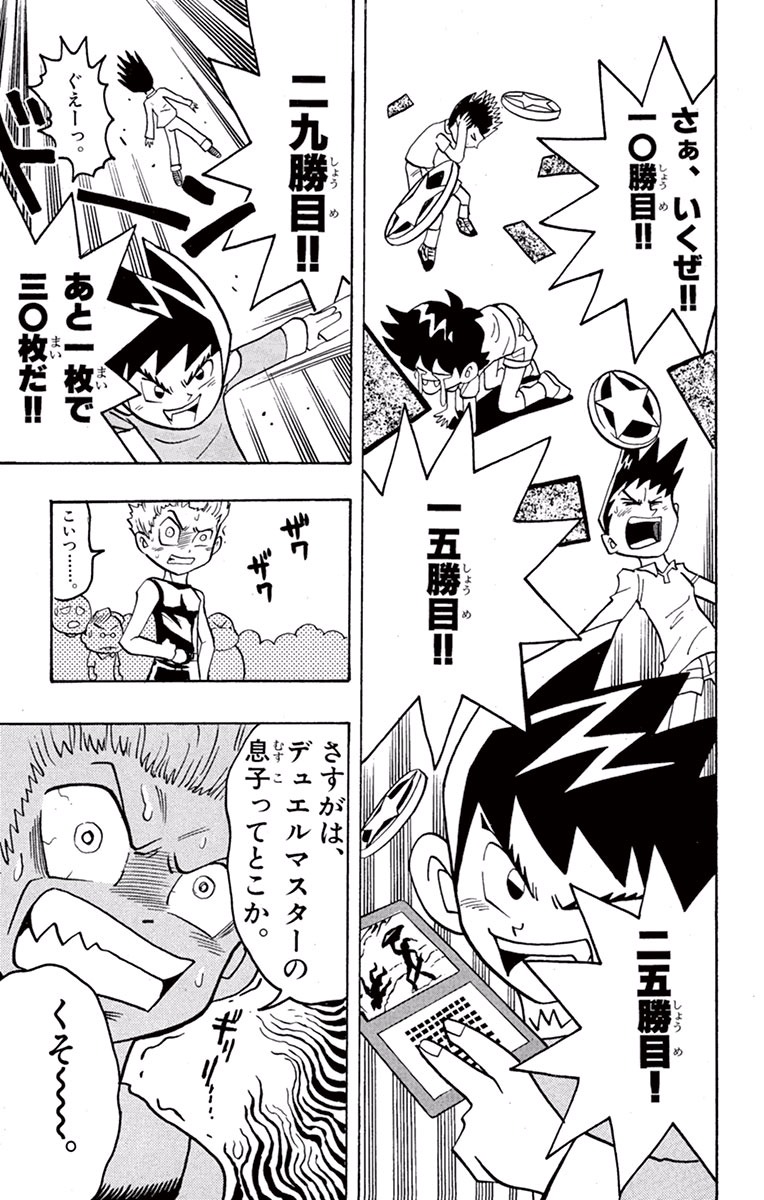 さぁ、いくぜ!!
一〇勝目!!
一五勝目!!
二五勝目!
二九勝目!!
ぐえーっ。
ドーン
あと一枚で
三〇枚だ!!
ザワ
ザワ
こいつ……。
さすがは、
デュエルマスターの
息子ってとこか。
ギリ
くそ〜〜〜。